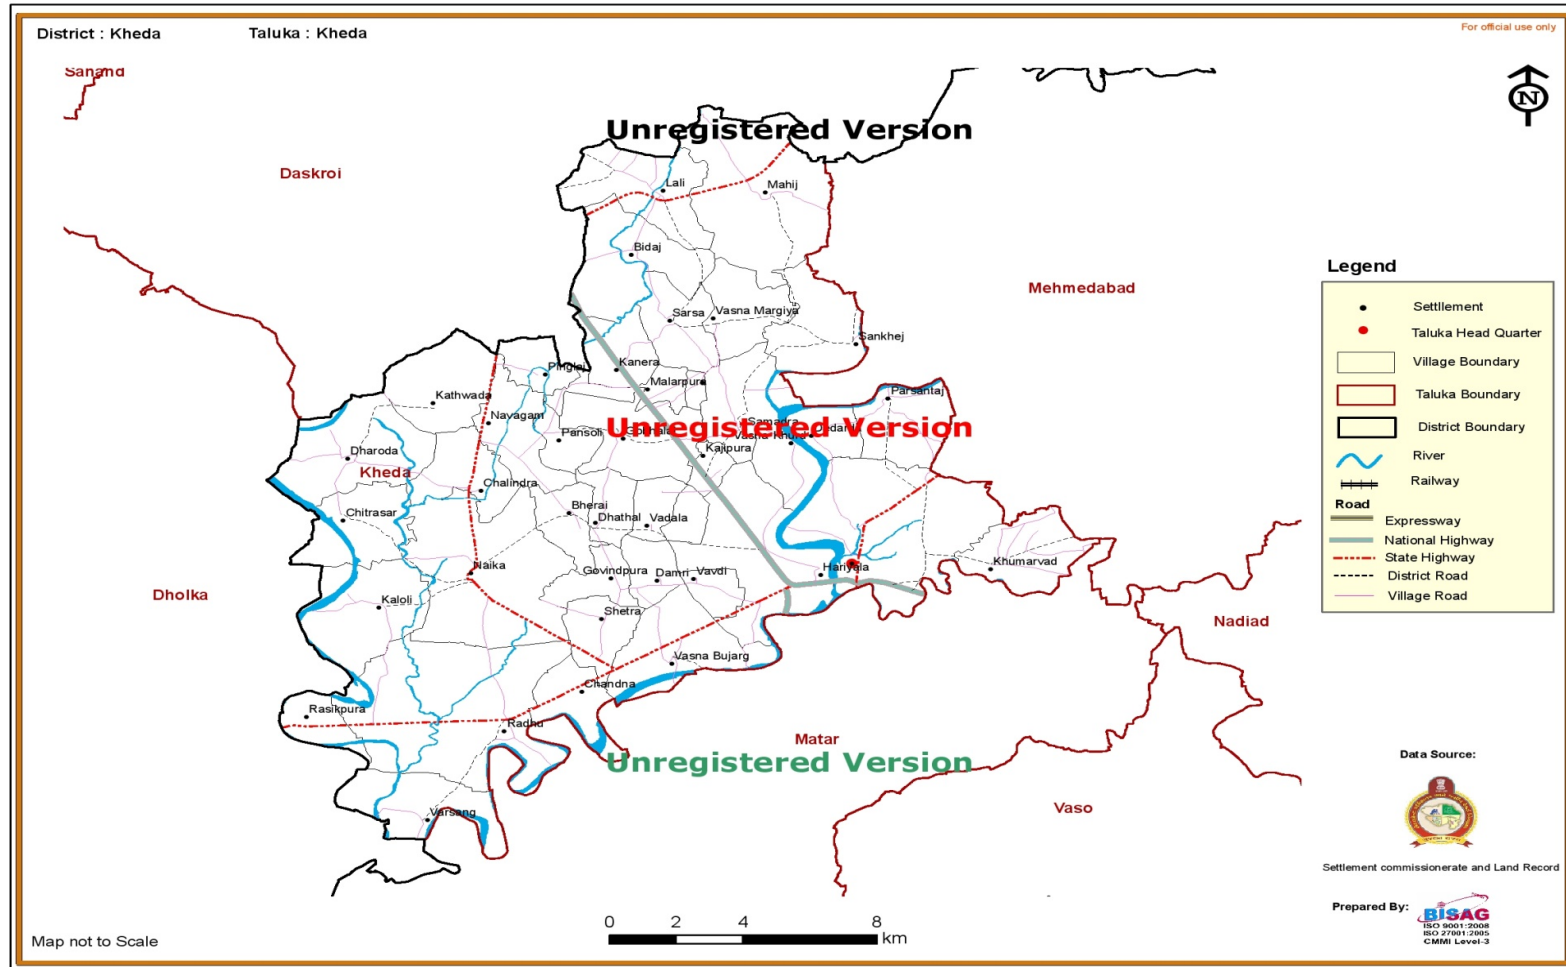 District : Kheda
Taluka : Kheda
For official use only
Sanand
N
Unregistered Version
Daskroi
Lali
Mahij
Bidaj
Mehmedabad
Sarsa
Vasna Margiya
Sankhej
Pinglaj
Kanera
Malarpura
Kathwada
Parsantaj
Navagam
Samadra
Unregistered Version
Pansoli
Vasna Khurd
Kajipura
Dharoda
Kheda
Chalindra
Chitrasar
Bherai
Dhathal
Vadala
Naika
Hariyala
Khumarvad
Govindpura
Damri
Vavdi
Dholka
Kaloli
Shetra
Nadiad
Vasna Bujarg
Chandna
Rasikpura
Radhu
Matar
Unregistered Version
Varsang
Vaso
Legend
Settllement
Taluka Head Quarter
Village Boundary
Taluka Boundary
District Boundary
River
Railway
Road
Expressway
National Highway
State Highway
District Road
Village Road
Data Source:
Settlement commissionerate and Land Record
Prepared By:
BISAG
ISO 9001:2008
ISO 27001:2005
CMMI Level-3
0 2 4 8
km
Map not to Scale